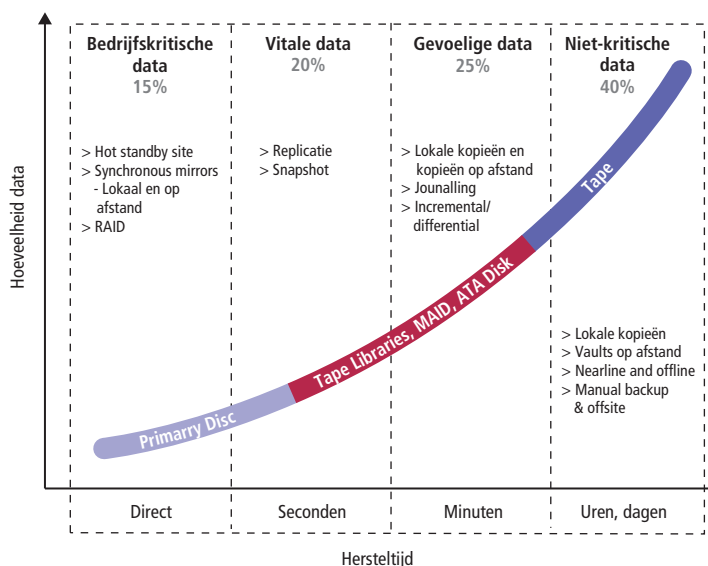 Bedrijfskritische
data
15%
Vitale data
20%
Gevoelige data
25%
Niet-kritische
data
40%
> Hot standby site
> Synchronous mirrors
- Lokaal en op
afstand
> RAID
> Replicatie
> Snapshot
> Lokale kopieën en
kopieën op afstand
> Jounalling
> Incremental/
differential
> Lokale kopieën
> Vaults op afstand
> Nearline and offline
> Manual backup
& offsite
Primarry Disc
Tape Libraries, MAID, ATA Disk
Tape
Hoeveelheid data
Direct
Seconden
Minuten
Uren, dagen
Hersteltijd